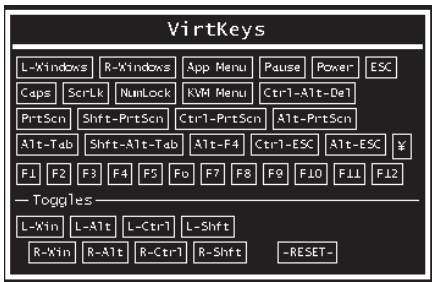 VirtKeys
L-Windows R-Windows App Menu Pause Power ESC
Caps ScrLk NumLock KVM Menu Ctrl-Alt-Del
PrtScn Shft-PrtScn Ctrl-PrtScn Alt-PrtScn
Alt-Tab Shft-Alt-Tab Alt-F4 Ctrl-ESC Alt-ESC ¥
F1 F2 F3 F4 F5 F6 F7 F8 F9 F10 F11 F12
Toggles
L-Win L-Alt L-Ctrl L-Shft
R-Win R-Alt R-Ctrl R-Shft -RESET-